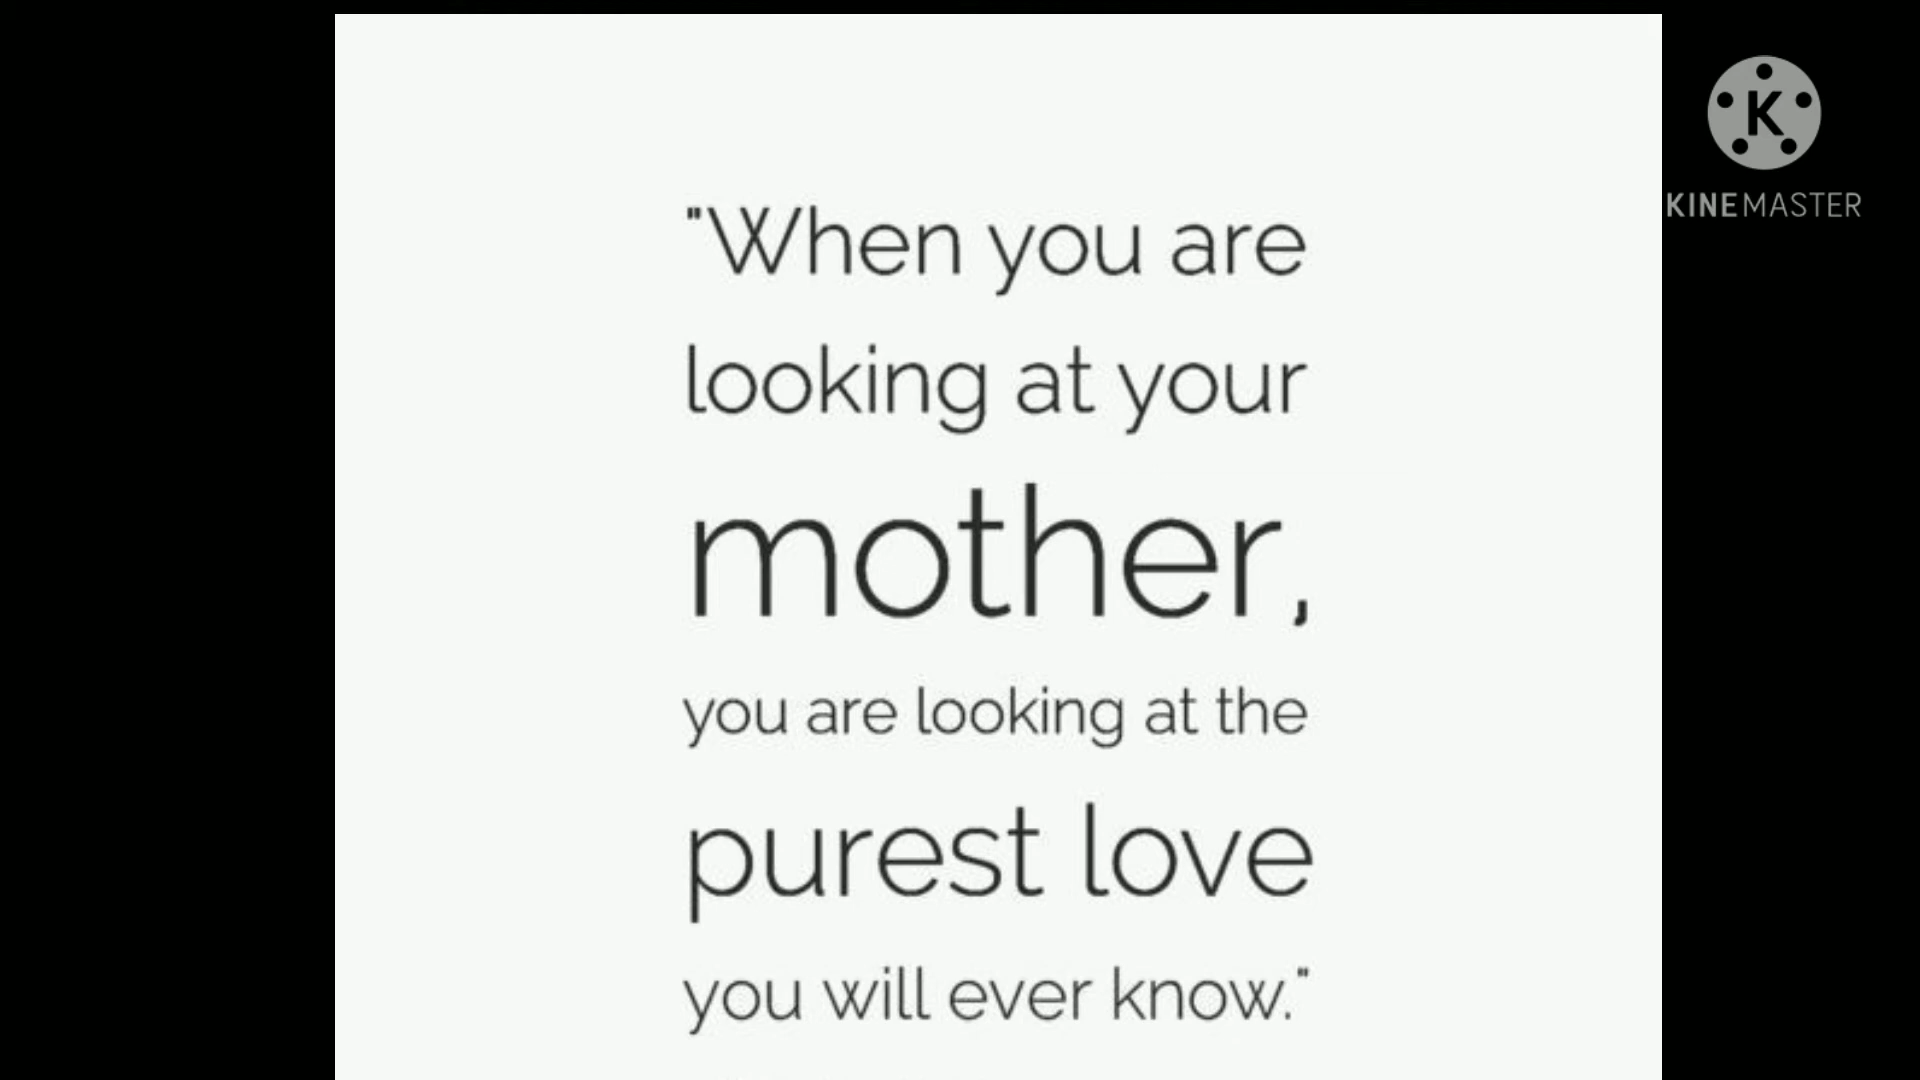 "When you are
looking at your
mother,
you are looking at the
purest love
you will ever know."
K
KINEMASTER